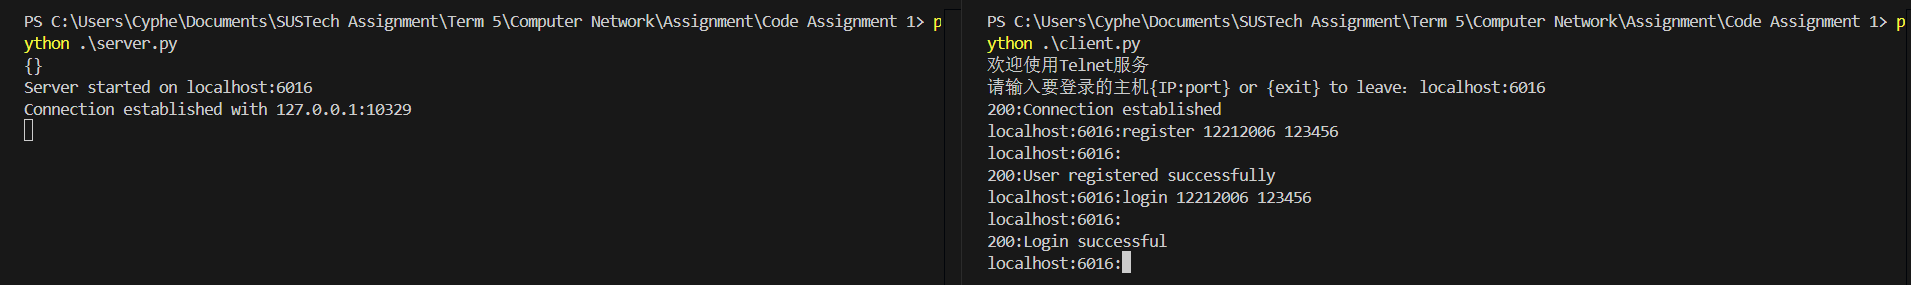 PS C:\Users\Cyphe\Documents\SUSTech Assignment\Term 5\Computer Network\Assignment\Code Assignment 1> p
ython .\server.py
{}
Server started on localhost:6016
Connection established with 127.0.0.1:10329
PS C:\Users\Cyphe\Documents\SUSTech Assignment\Term 5\Computer Network\Assignment\Code Assignment 1> p
ython .\client.py
欢迎使用Telnet服务
请输入要登录的主机{IP:port} or {exit} to leave：localhost:6016
200:Connection established
localhost:6016:register 12212006 123456
localhost:6016:
200:User registered successfully
localhost:6016:login 12212006 123456
localhost:6016:
200:Login successful
localhost:6016: